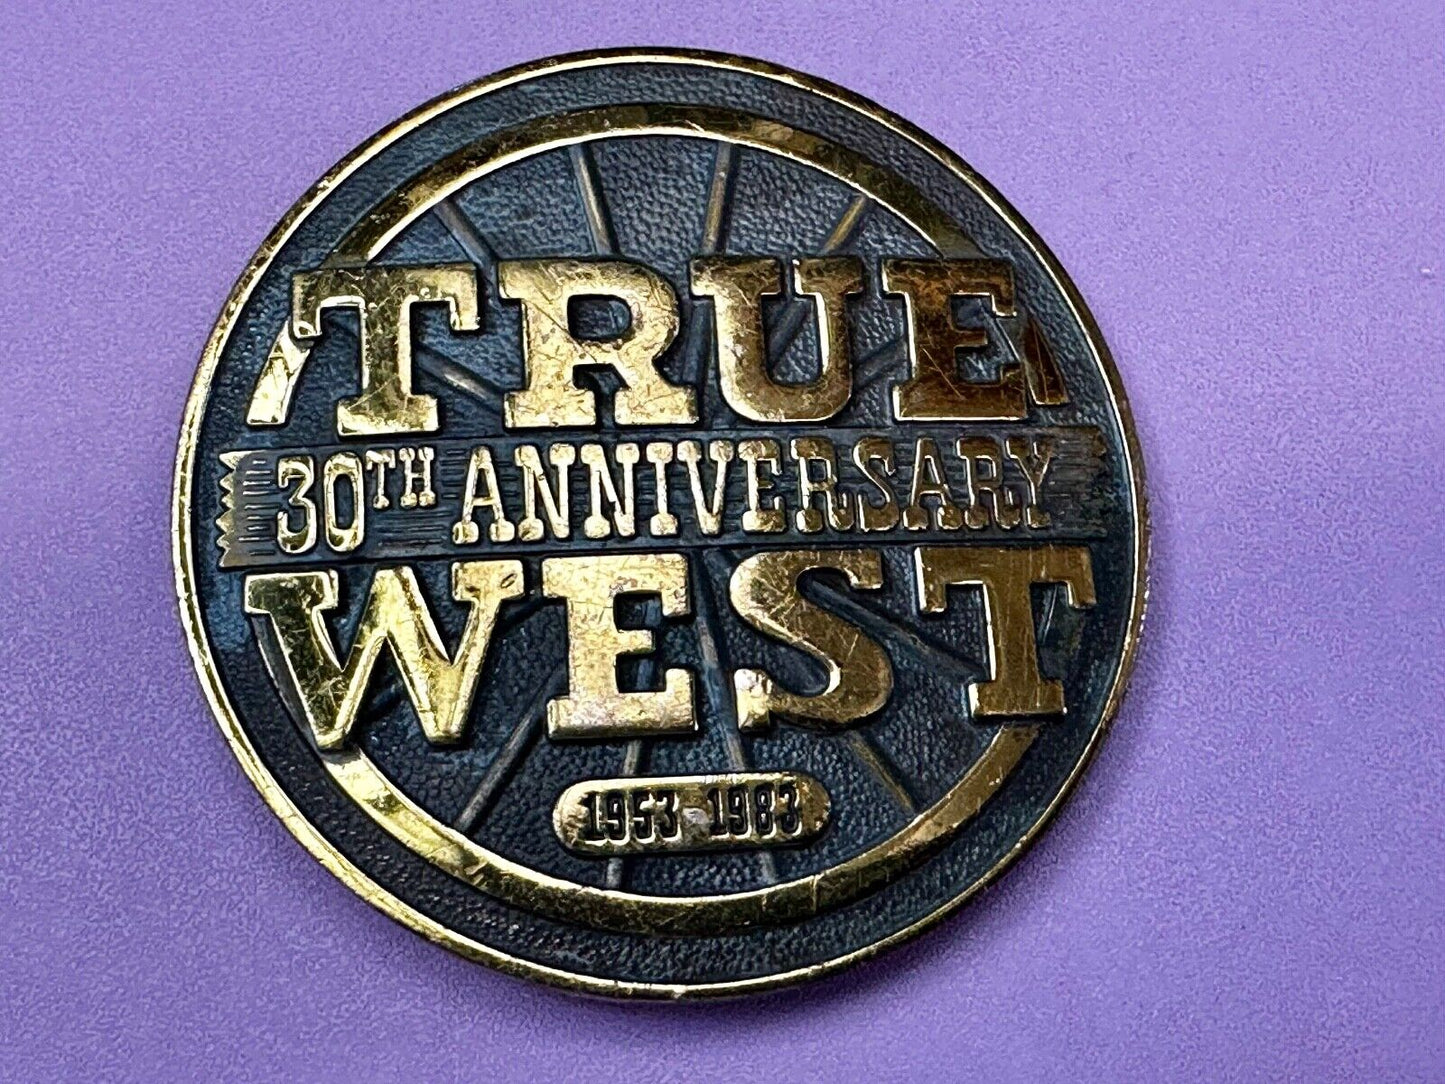 TRUE
30TH ANNIVERSARY
WEST
1953-1983